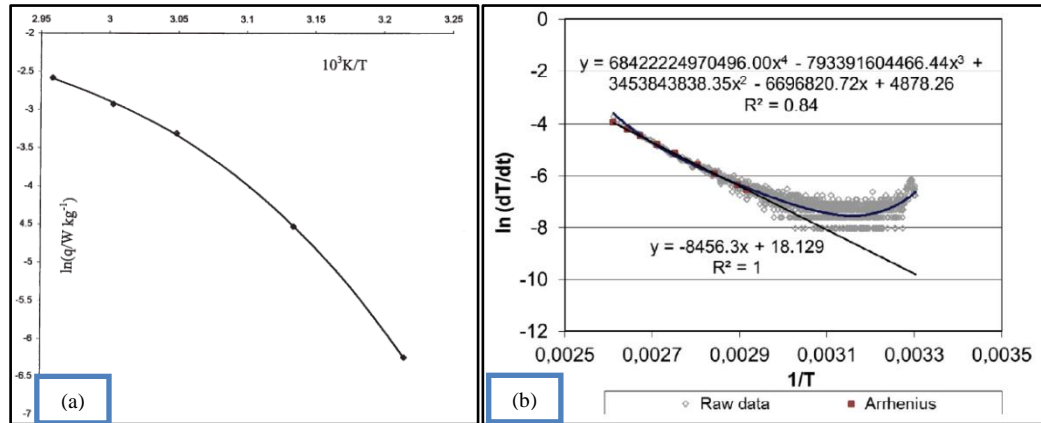 2.95 3 3.05 3.1 3.15 3.2 3.25
-2
-2.5
-3
-3.5
-4
-4.5
-5
-5.5
-6
-6.5
-7
10³K/T
ln(q/W kg⁻¹)
(a)
0
-2
-4
-6
-8
-10
-12
ln (dT/dt)
y = 68422224970496.00x⁴ - 793391604466.44x³ +
3453843838.35x² - 6696820.72x + 4878.26
R² = 0.84
y = -8456.3x + 18.129
R² = 1
0,0025 0,0027 0,0029 0,0031 0,0033 0,0035
1/T
Raw data Arrhenius
(b)